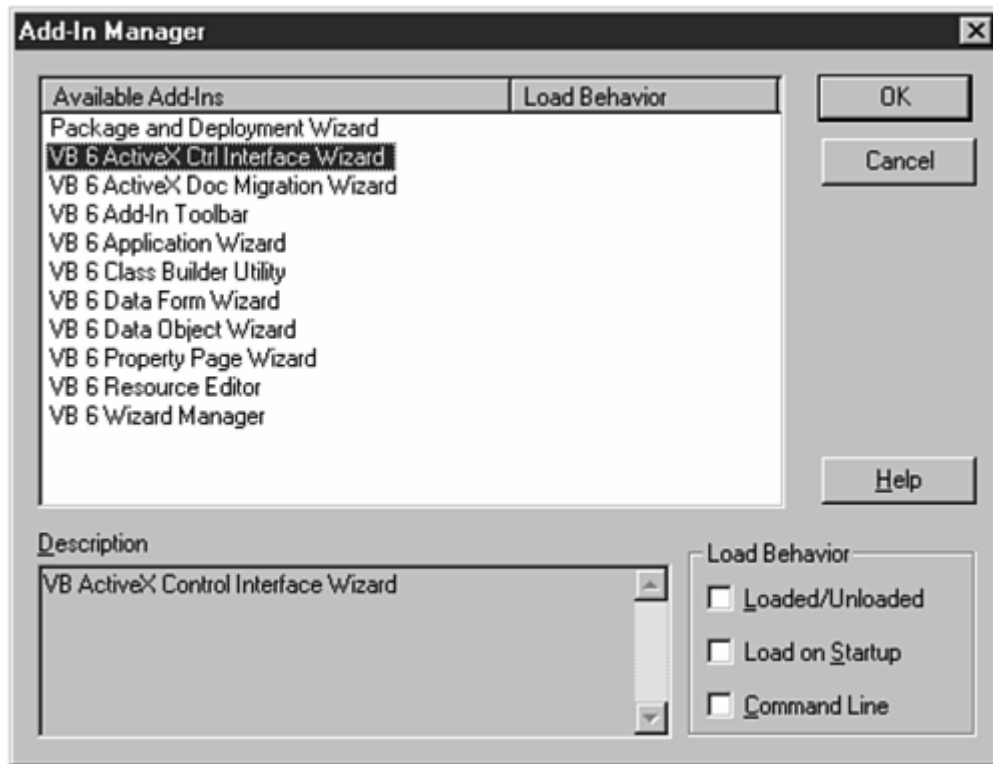 Add-In Manager
Available Add-Ins Load Behavior
Package and Deployment Wizard
VB 6 ActiveX Ctrl Interface Wizard
VB 6 ActiveX Doc Migration Wizard
VB 6 Add-In Toolbar
VB 6 Application Wizard
VB 6 Class Builder Utility
VB 6 Data Form Wizard
VB 6 Data Object Wizard
VB 6 Property Page Wizard
VB 6 Resource Editor
VB 6 Wizard Manager
OK
Cancel
Help
Description
VB ActiveX Control Interface Wizard
Load Behavior
Loaded/Unloaded
Load on Startup
Command Line